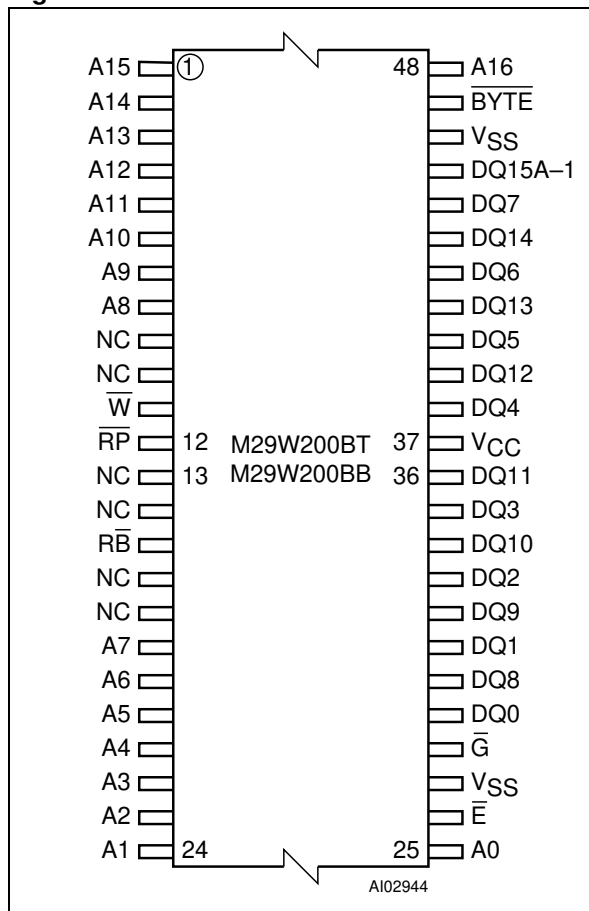 A15 ① 48 A16
A14 B̅Y̅T̅E̅
A13 VSS
A12 DQ15A–1
A11 DQ7
A10 DQ14
A9 DQ6
A8 DQ13
NC DQ5
NC DQ12
W̅ DQ4
R̅P̅ 12 M29W200BT 37 VCC
NC 13 M29W200BB 36 DQ11
NC DQ3
RB̅ DQ10
NC DQ2
NC DQ9
A7 DQ1
A6 DQ8
A5 DQ0
A4 G̅
A3 VSS
A2 E̅
A1 24 25 A0
AI02944